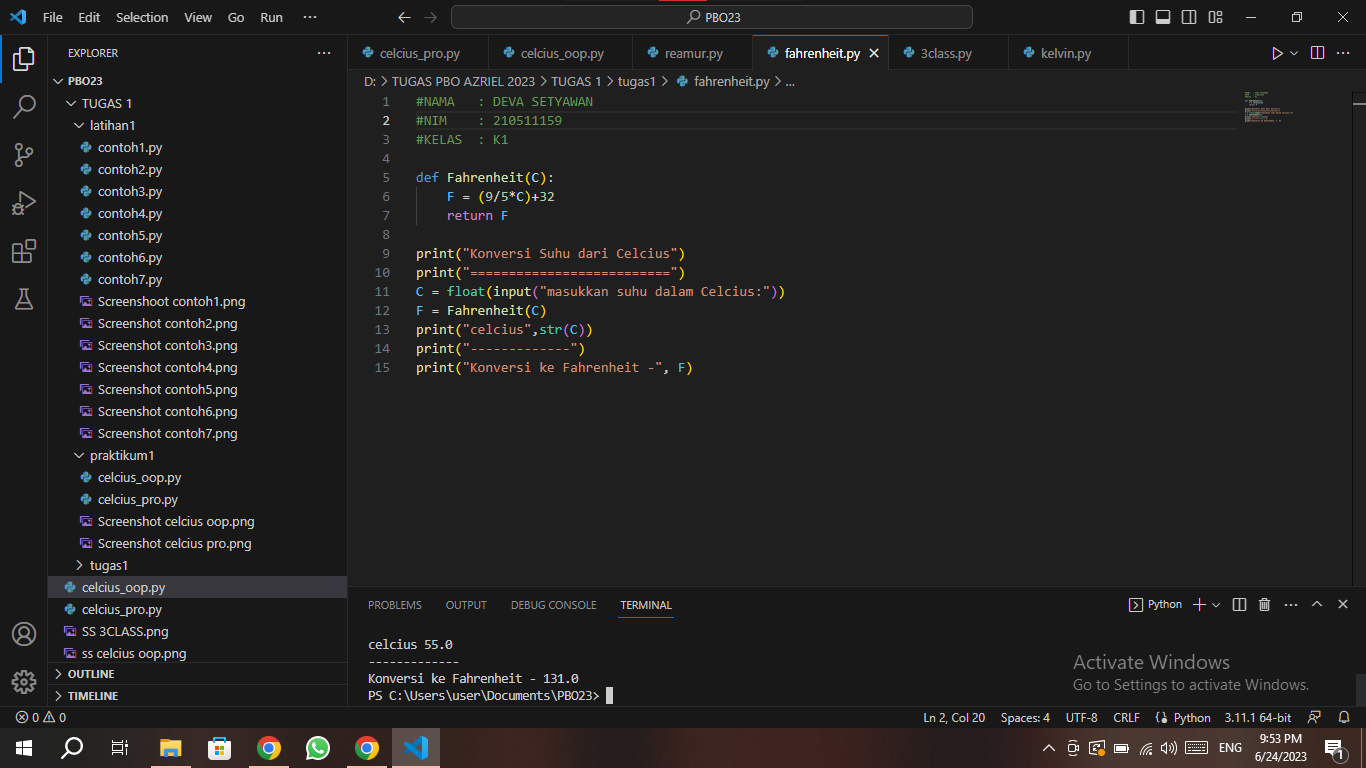 File Edit Selection View Go Run ··· PBO23
EXPLORER ···
PBO23
TUGAS 1
latihan1
contoh1.py
contoh2.py
contoh3.py
contoh4.py
contoh5.py
contoh6.py
contoh7.py
Screenshoot contoh1.png
Screenshot contoh2.png
Screenshot contoh3.png
Screenshot contoh4.png
Screenshot contoh5.png
Screenshot contoh6.png
Screenshot contoh7.png
praktikum1
celcius_oop.py
celcius_pro.py
Screenshot celcius oop.png
Screenshot celcius pro.png
tugas1
celcius_oop.py
celcius_pro.py
SS 3CLASS.png
ss celcius oop.png
OUTLINE
TIMELINE
celcius_pro.py celcius_oop.py reamur.py fahrenheit.py 3class.py kelvin.py
D: > TUGAS PBO AZRIEL 2023 > TUGAS 1 > tugas1 > fahrenheit.py > ...
1 #NAMA   : DEVA SETYAWAN
2 #NIM    : 210511159
3 #KELAS  : K1
4
5 def Fahrenheit(C):
6     F = (9/5*C)+32
7     return F
8
9 print("Konversi Suhu dari Celcius")
10 print("==========================")
11 C = float(input("masukkan suhu dalam Celcius:"))
12 F = Fahrenheit(C)
13 print("celcius",str(C))
14 print("-------------")
15 print("Konversi ke Fahrenheit -", F)
PROBLEMS OUTPUT DEBUG CONSOLE TERMINAL Python
celcius 55.0
-------------
Konversi ke Fahrenheit - 131.0
PS C:\Users\user\Documents\PBO23>
Activate Windows
Go to Settings to activate Windows.
0 0 Ln 2, Col 20 Spaces: 4 UTF-8 CRLF Python 3.11.1 64-bit
ENG 9:53 PM
6/24/2023 1